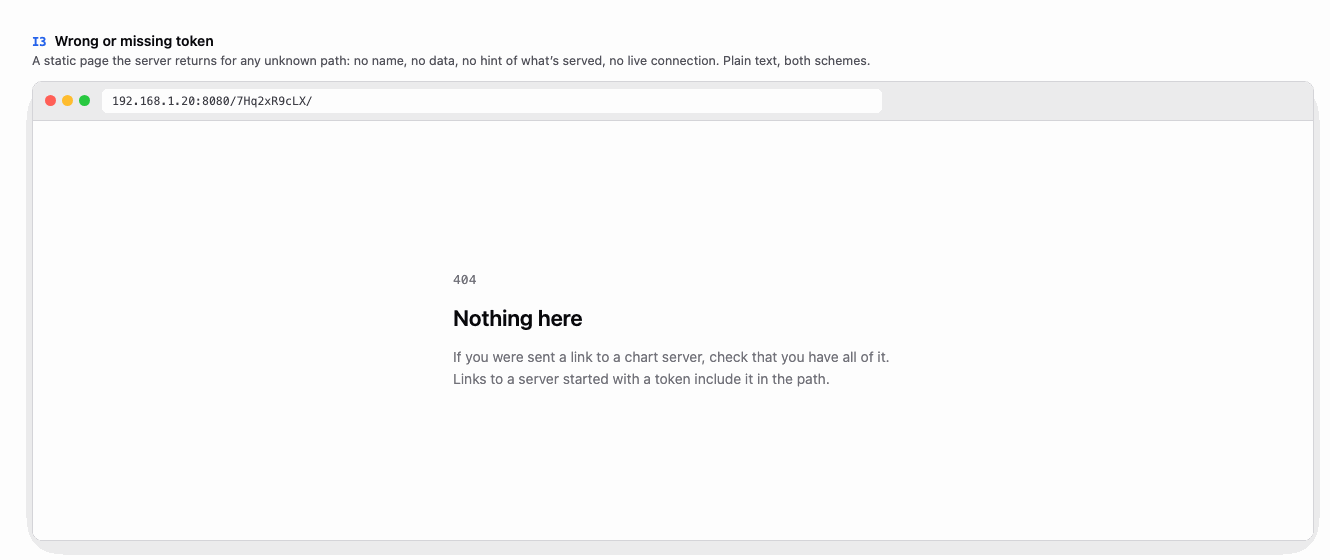 I3 Wrong or missing token
A static page the server returns for any unknown path: no name, no data, no hint of what’s served, no live connection. Plain text, both schemes.
192.168.1.20:8080/7Hq2xR9cLX/
404
Nothing here
If you were sent a link to a chart server, check that you have all of it.
Links to a server started with a token include it in the path.